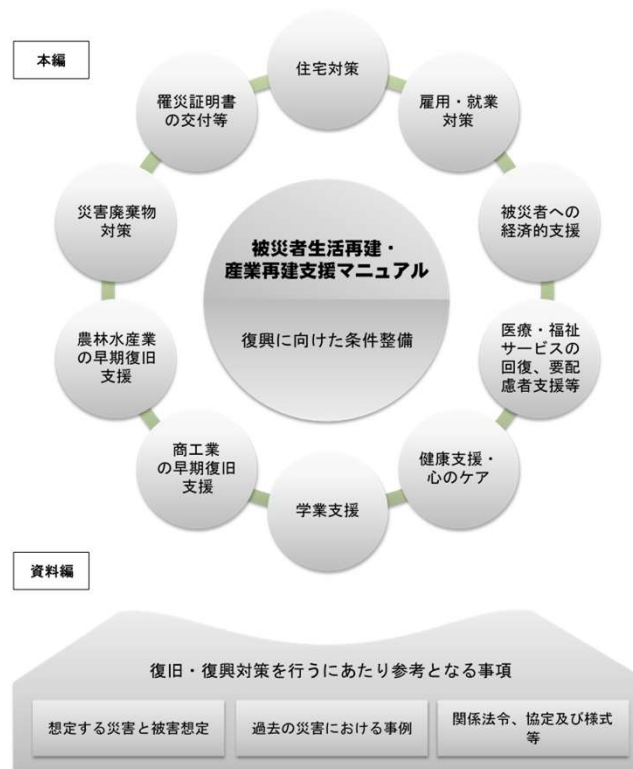 本編
住宅対策
雇用・就業
対策
被災者への
経済的支援
医療・福祉
サービスの
回復、要配
慮者支援等
健康支援・
心のケア
学業支援
商工業
の早期復旧
支援
農林水産業
の早期復旧
支援
災害廃棄物
対策
罹災証明書
の交付等
被災者生活再建・
産業再建支援マニュアル
復興に向けた条件整備
資料編
復旧・復興対策を行うにあたり参考となる事項
想定する災害と被害想定
過去の災害における事例
関係法令、協定及び様式
等